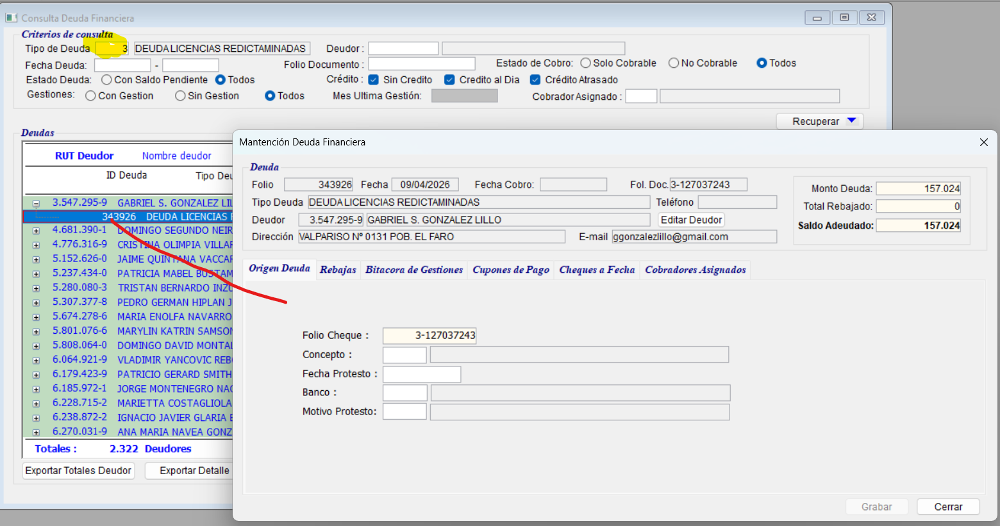 Consulta Deuda Financiera
Criterios de consulta
Tipo de Deuda 3 DEUDA LICENCIAS REDICTAMINADAS Deudor :
Fecha Deuda: - Folio Documento : Estado de Cobro: Solo Cobrable No Cobrable Todos
Estado Deuda: Con Saldo Pendiente Todos Crédito : Sin Credito Credito al Dia Crédito Atrasado
Gestiones: Con Gestion Sin Gestion Todos Mes Ultima Gestión: Cobrador Asignado :
Recuperar
Deudas
RUT Deudor Nombre deudor
ID Deuda Tipo Deu
3.547.295-9 GABRIEL S. GONZALEZ LIL
343926 DEUDA LICENCIAS R
4.681.390-1 DOMINGO SEGUNDO NEIR
4.776.316-9 CRISTINA OLIMPIA VILLAR
5.152.626-0 JAIME QUINTANA VACCAR
5.237.434-0 PATRICIA MABEL BUSTAM
5.280.080-3 TRISTAN BERNARDO INZU
5.307.377-8 PEDRO GERMAN HIPLAN J
5.674.278-6 MARIA ENOLFA NAVARRO
5.801.076-6 MARYLIN KATRIN SAMSON
5.808.064-0 DOMINGO DAVID MONTAL
6.064.921-9 VLADIMIR YANCOVIC REB
6.179.423-9 PATRICIO GERARD SMITH
6.185.972-1 JORGE MONTENEGRO NAC
6.228.715-2 MARIETTA COSTAGLIOLA
6.238.872-2 IGNACIO JAVIER GLARIA E
6.270.031-9 ANA MARIA NAVEA GONZ
Totales : 2.322 Deudores
Exportar Totales Deudor Exportar Detalle
Mantención Deuda Financiera
Deuda
Folio 343926 Fecha 09/04/2026 Fecha Cobro: Fol. Doc. 3-127037243
Tipo Deuda DEUDA LICENCIAS REDICTAMINADAS Teléfono
Deudor 3.547.295-9 GABRIEL S. GONZALEZ LILLO Editar Deudor
Dirección VALPARISO Nº 0131 POB. EL FARO E-mail ggonzalezlillo@gmail.com
Monto Deuda: 157.024
Total Rebajado: 0
Saldo Adeudado: 157.024
Origen Deuda Rebajas Bitacora de Gestiones Cupones de Pago Cheques a Fecha Cobradores Asignados
Folio Cheque : 3-127037243
Concepto :
Fecha Protesto :
Banco :
Motivo Protesto:
Grabar Cerrar